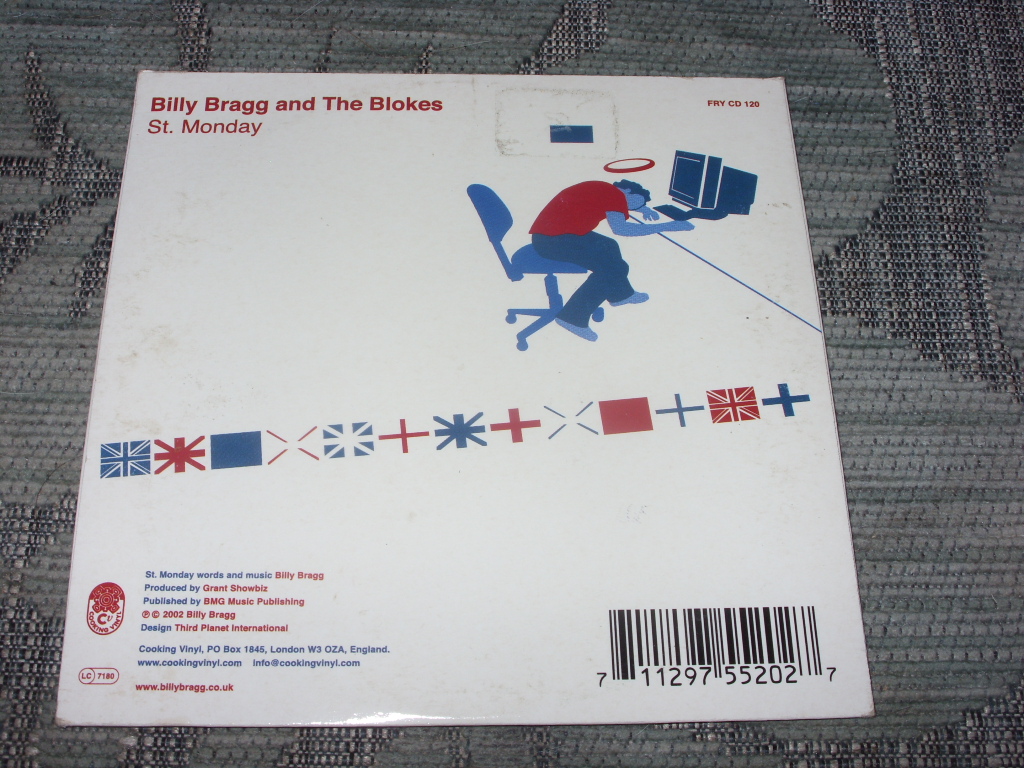 Billy Bragg and The Blokes
St. Monday
FRY CD 120
St. Monday words and music Billy Bragg
Produced by Grant Showbiz
Published by BMG Music Publishing
℗ © 2002 Billy Bragg
Design Third Planet International
Cooking Vinyl, PO Box 1845, London W3 OZA, England.
www.cookingvinyl.com info@cookingvinyl.com
www.billybragg.co.uk
CV
COOKING VINYL
LC 7180
7 11297 55202 7